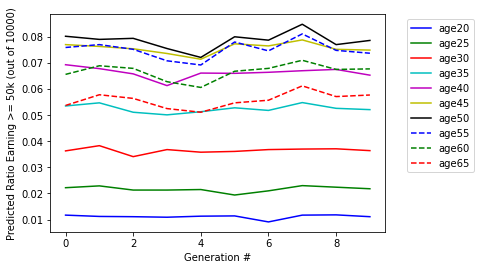 Predicted Ratio Earning >= 50k (out of 10000)
0.08
0.07
0.06
0.05
0.04
0.03
0.02
0.01
0 2 4 6 8
Generation #
age20
age25
age30
age35
age40
age45
age50
age55
age60
age65